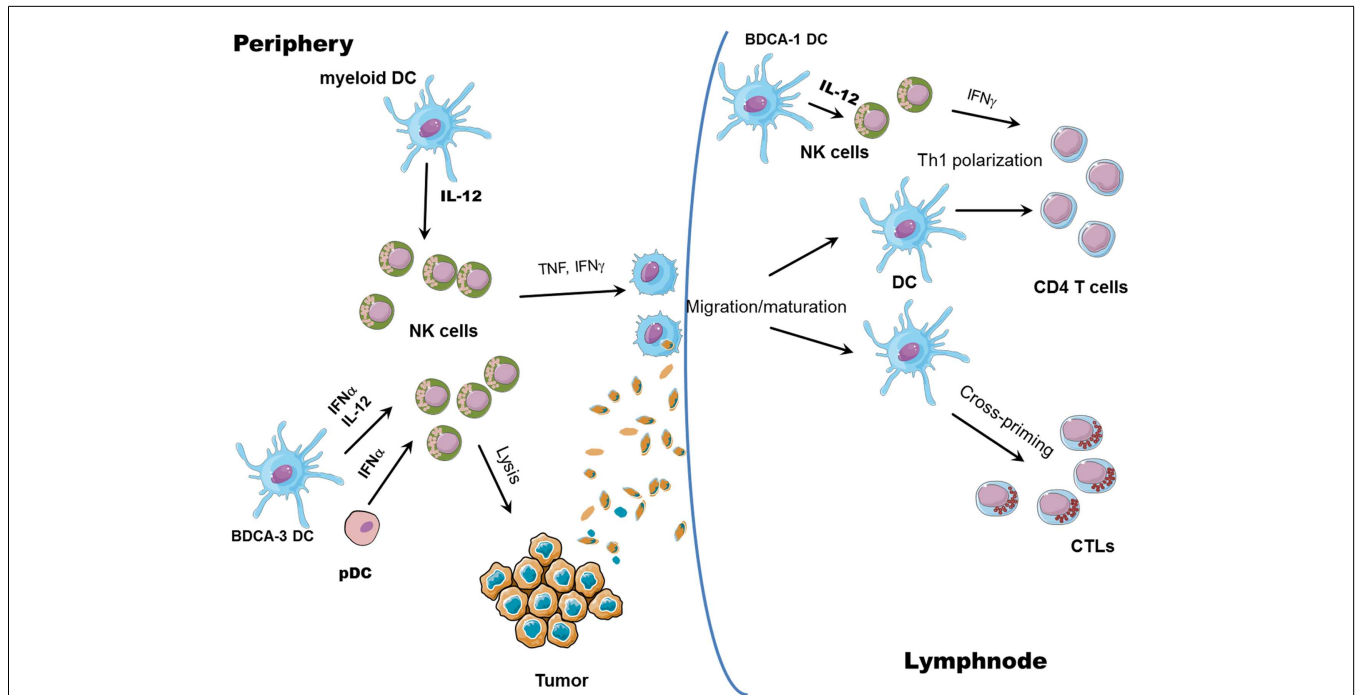 Periphery
myeloid DC
IL-12
NK cells
TNF, IFNγ
IFNα
IL-12
IFNα
BDCA-3 DC
pDC
Lysis
Tumor
BDCA-1 DC
IL-12
NK cells
IFNγ
Th1 polarization
CD4 T cells
DC
Migration/maturation
Cross-priming
CTLs
Lymphnode